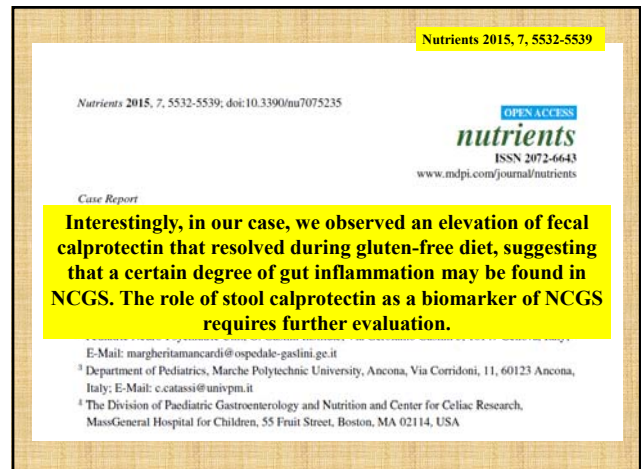 Nutrients 2015, 7, 5532-5539
Nutrients 2015, 7, 5532-5539; doi:10.3390/nu7075235
OPEN ACCESS
nutrients
ISSN 2072-6643
www.mdpi.com/journal/nutrients
Case Report
Interestingly, in our case, we observed an elevation of fecal
calprotectin that resolved during gluten-free diet, suggesting
that a certain degree of gut inflammation may be found in
NCGS. The role of stool calprotectin as a biomarker of NCGS
requires further evaluation.
E-Mail: margheritamancardi@ospedale-gaslini.ge.it
3 Department of Pediatrics, Marche Polytechnic University, Ancona, Via Corridoni, 11, 60123 Ancona,
Italy; E-Mail: c.catassi@univpm.it
4 The Division of Paediatric Gastroenterology and Nutrition and Center for Celiac Research,
MassGeneral Hospital for Children, 55 Fruit Street, Boston, MA 02114, USA